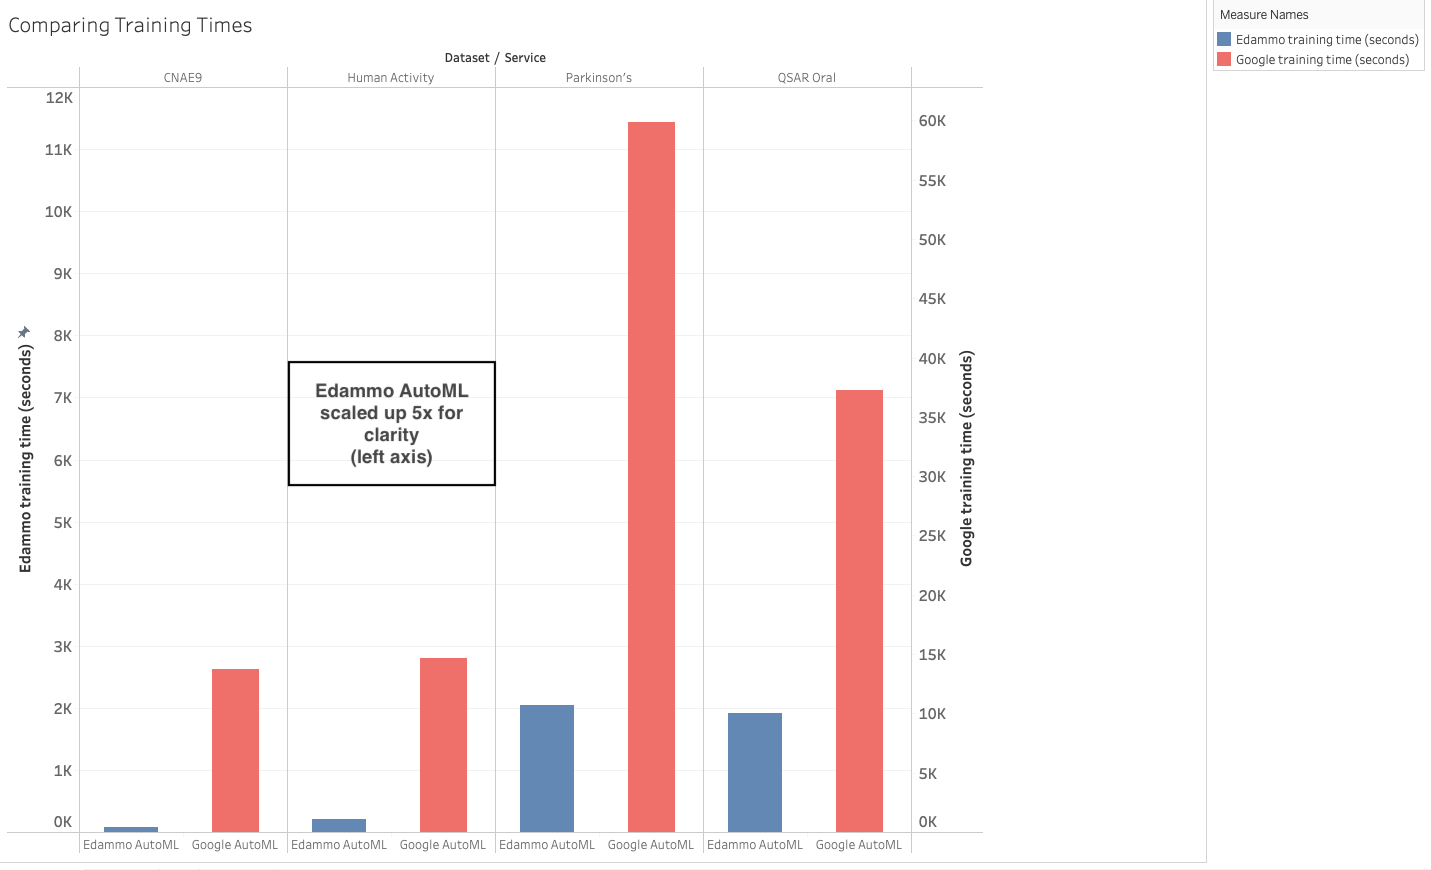 Comparing Training Times
Measure Names
Edammo training time (seconds)
Google training time (seconds)
Dataset / Service
CNAE9
Human Activity
Parkinson's
QSAR Oral
12K
11K
10K
9K
8K
7K
6K
5K
4K
3K
2K
1K
0K
Edammo training time (seconds)
Edammo AutoML
scaled up 5x for
clarity
(left axis)
60K
55K
50K
45K
40K
35K
30K
25K
20K
15K
10K
5K
0K
Google training time (seconds)
Edammo AutoML
Google AutoML
Edammo AutoML
Google AutoML
Edammo AutoML
Google AutoML
Edammo AutoML
Google AutoML